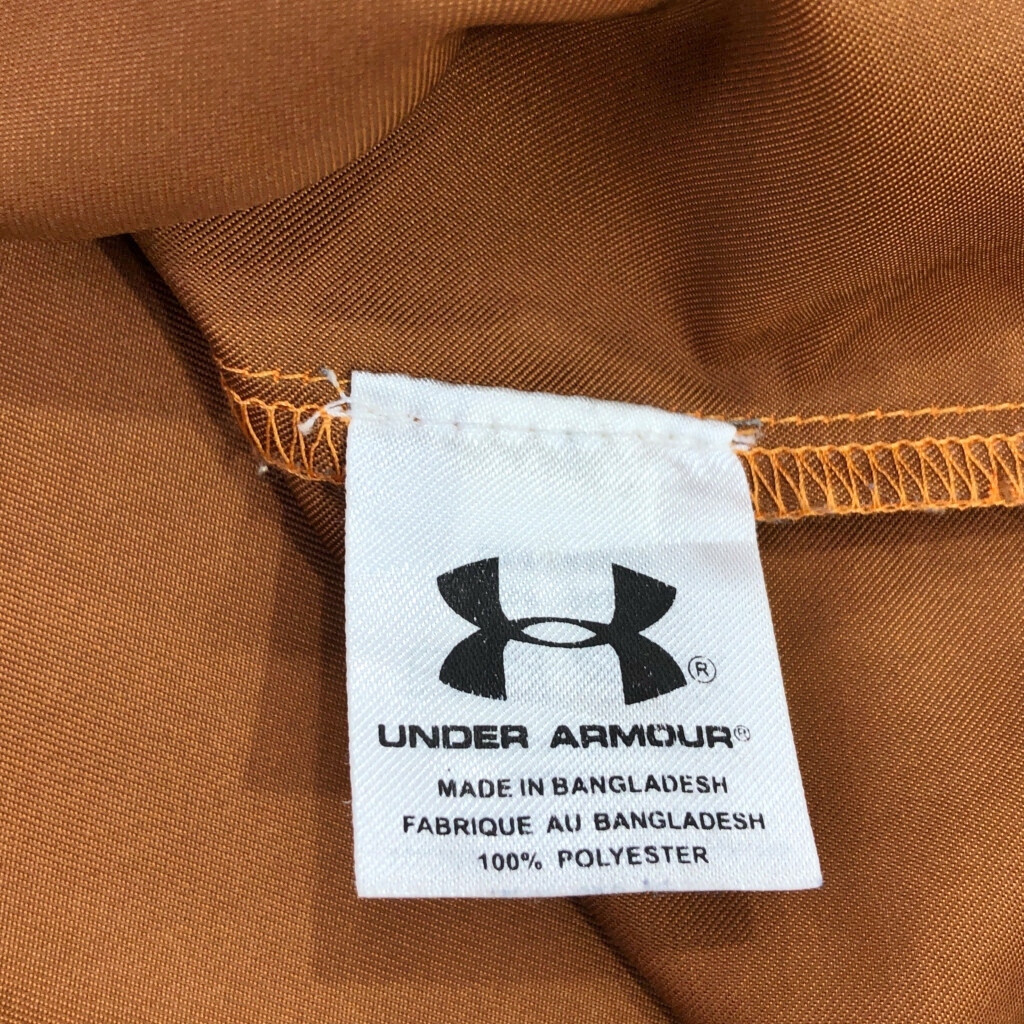 ®
UNDER ARMOUR®
MADE IN BANGLADESH
FABRIQUE AU BANGLADESH
100% POLYESTER